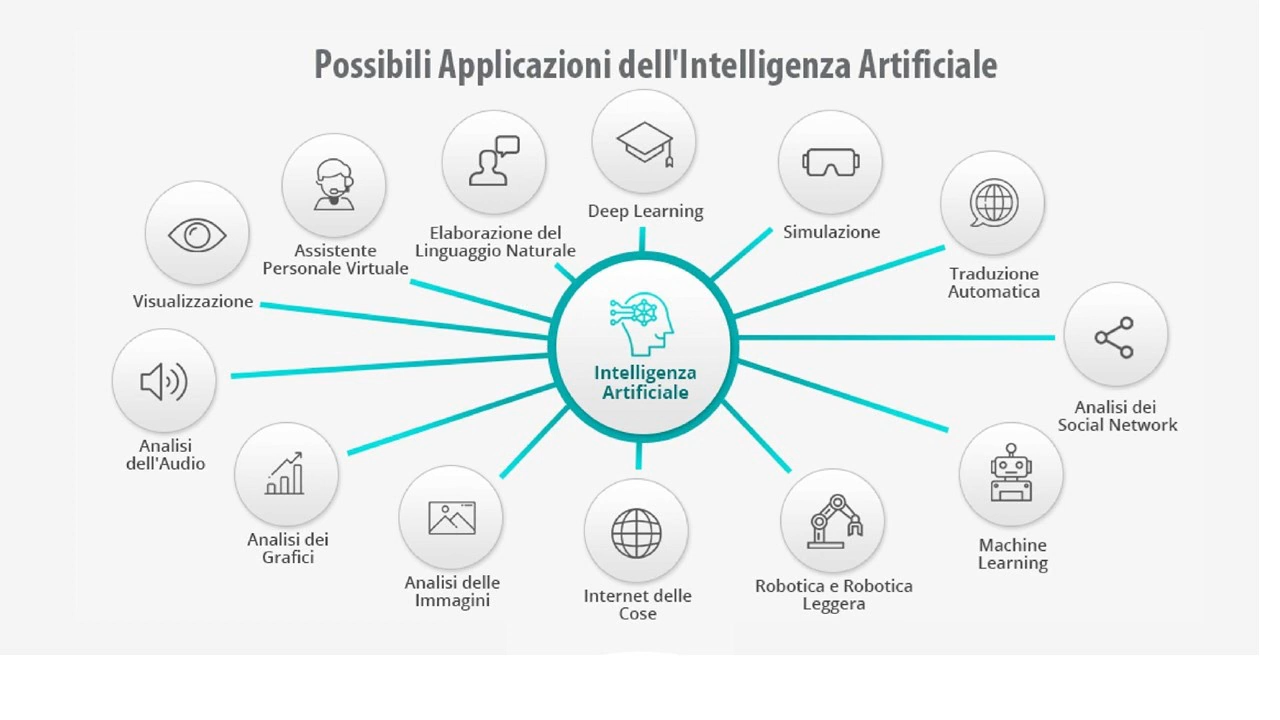 Possibili Applicazioni dell'Intelligenza Artificiale
Deep Learning
Elaborazione del
Linguaggio Naturale
Simulazione
Assistente
Personale Virtuale
Traduzione
Automatica
Visualizzazione
Intelligenza
Artificiale
Analisi dei
Social Network
Analisi
dell'Audio
Analisi dei
Grafici
Machine
Learning
Analisi delle
Immagini
Internet delle
Cose
Robotica e Robotica
Leggera